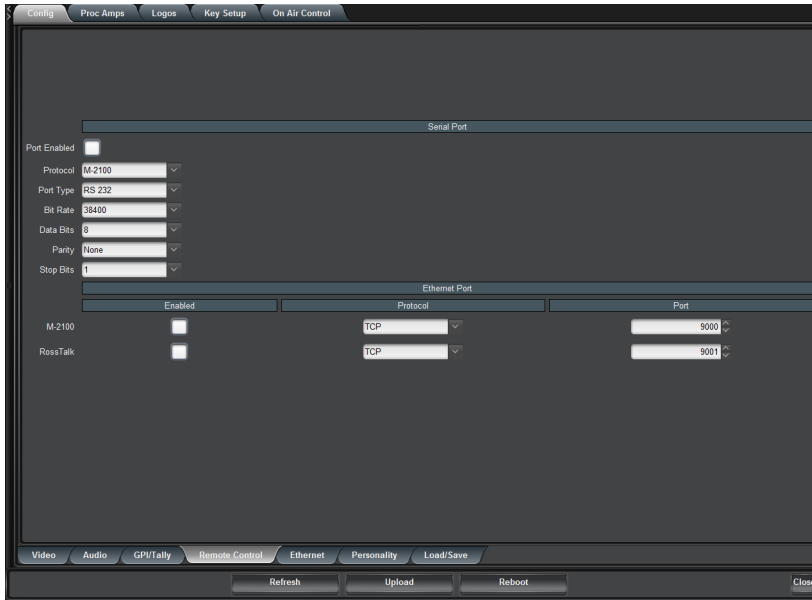 Config Proc Amps Logos Key Setup On Air Control
Serial Port
Port Enabled
Protocol M-2100
Port Type RS 232
Bit Rate 38400
Data Bits 8
Parity None
Stop Bits 1
Ethernet Port
Enabled Protocol Port
M-2100 TCP 9000
RossTalk TCP 9001
Video Audio GPI/Tally Remote Control Ethernet Personality Load/Save
Refresh Upload Reboot Close